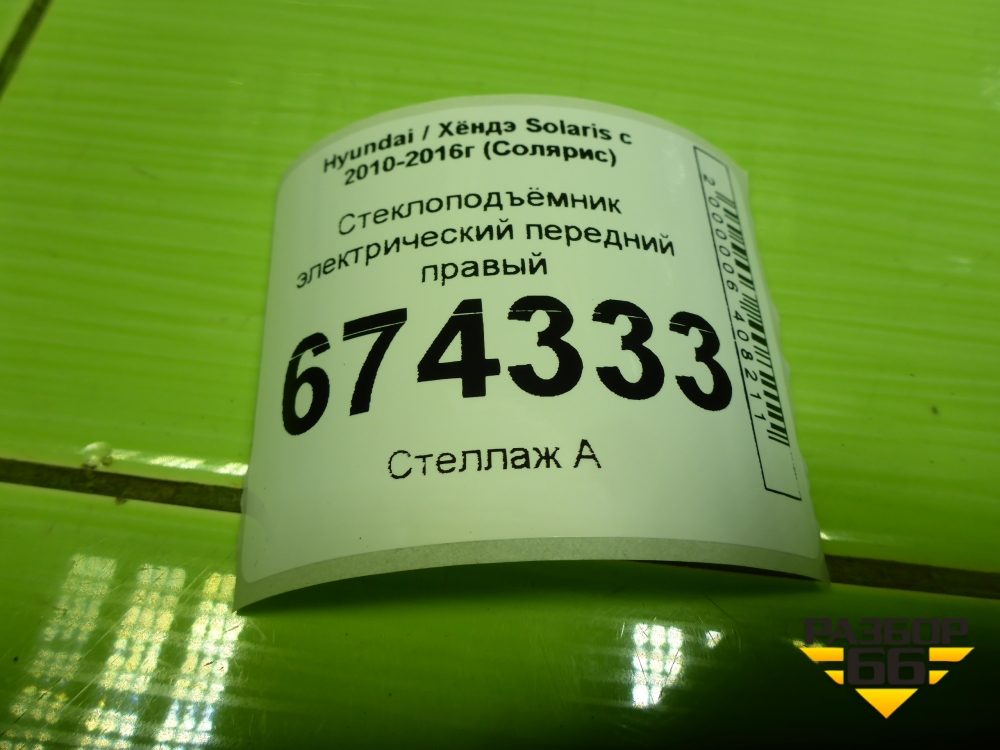 Hyundai / Хёндэ Solaris с
2010-2016г (Солярис)
Стеклоподъёмник
электрический передний
правый
674333
Стеллаж А
2000006408211
РАЗБОР
66